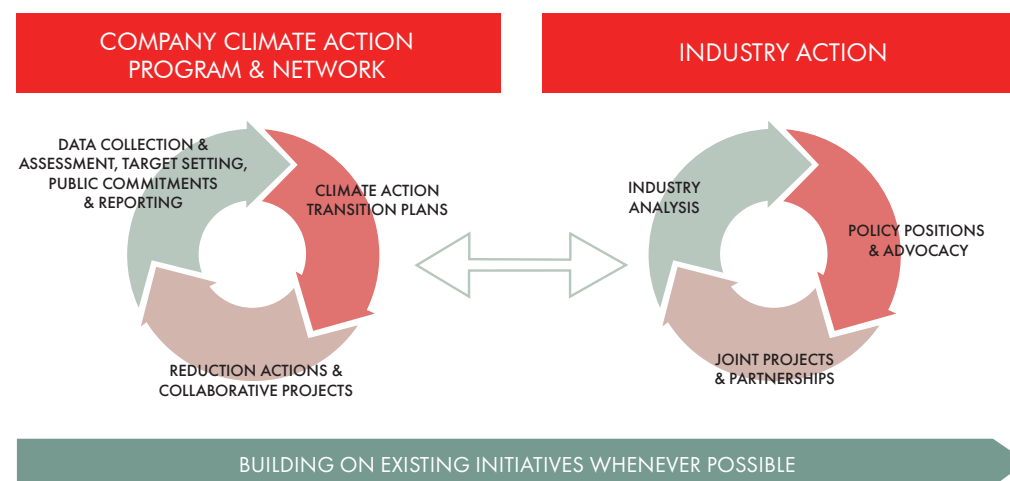 COMPANY CLIMATE ACTION
PROGRAM & NETWORK
INDUSTRY ACTION
DATA COLLECTION &
ASSESSMENT, TARGET SETTING,
PUBLIC COMMITMENTS
& REPORTING
CLIMATE ACTION
TRANSITION PLANS
REDUCTION ACTIONS &
COLLABORATIVE PROJECTS
INDUSTRY
ANALYSIS
POLICY POSITIONS
& ADVOCACY
JOINT PROJECTS
& PARTNERSHIPS
BUILDING ON EXISTING INITIATIVES WHENEVER POSSIBLE